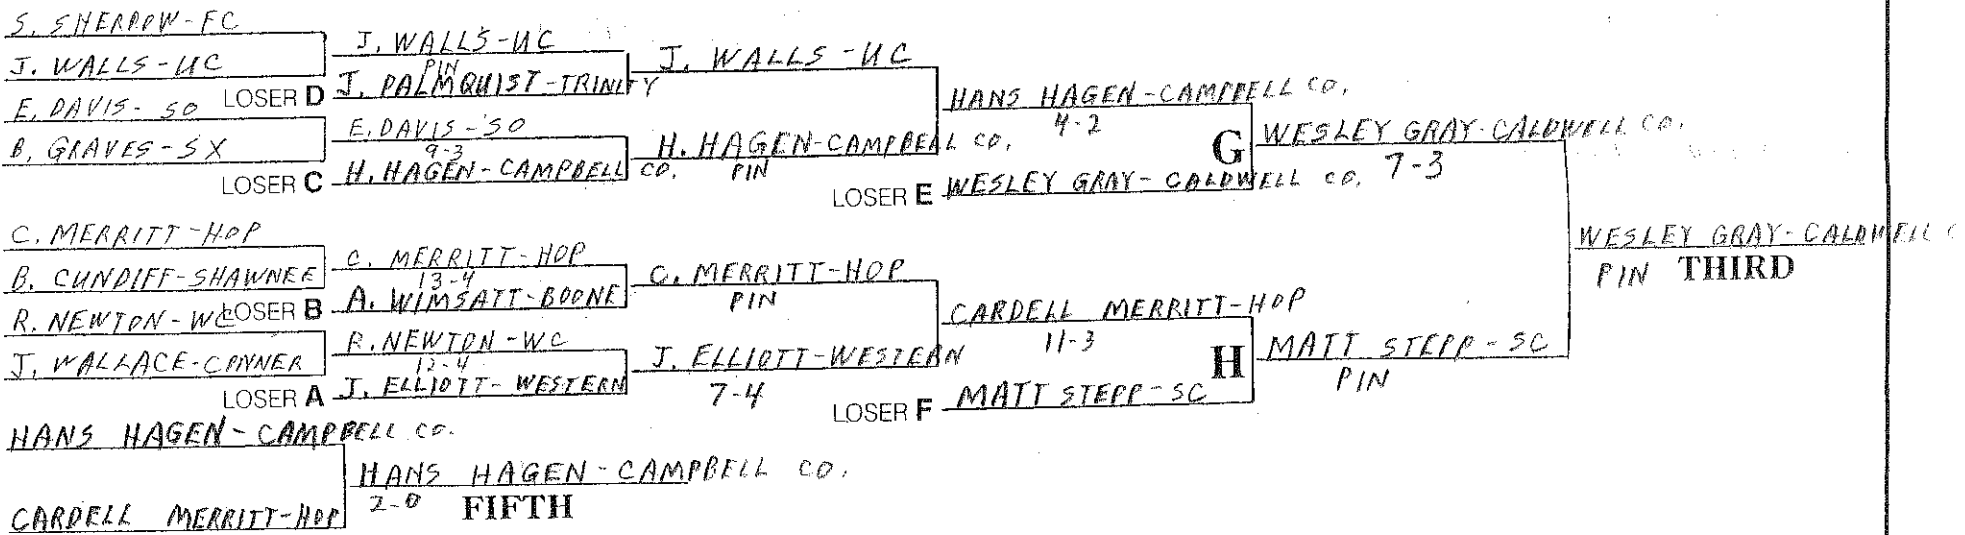 S. SHERROW-FC
J. WALLS-UC
J. WALLS-UC
PIN
J. WALLS-UC
LOSER D J. PALMQUIST-TRINITY
E. DAVIS-SO
HANS HAGEN-CAMPBELL CO.
4-2
B. GRAVES-SX
E. DAVIS-SO
9-3
H. HAGEN-CAMPBELL CO.
PIN
G WESLEY GRAY-CALDWELL CO.
7-3
LOSER C H. HAGEN-CAMPBELL CO.
LOSER E WESLEY GRAY-CALDWELL CO.
C. MERRITT-HOP
WESLEY GRAY-CALDWELL C
PIN THIRD
B. CUNDIFF-SHAWNEE
C. MERRITT-HOP
13-4
C. MERRITT-HOP
PIN
LOSER B A. WIMSATT-BOONE
R. NEWTON-WC
CARDELL MERRITT-HOP
11-3
J. WALLACE-CONNER
R. NEWTON-WC
12-4
J. ELLIOTT-WESTERN
7-4
H MATT STEPP-SC
PIN
LOSER A J. ELLIOTT-WESTERN
LOSER F MATT STEPP-SC
HANS HAGEN-CAMPBELL CO.
HANS HAGEN-CAMPBELL CO.
2-0 FIFTH
CARDELL MERRITT-HOP